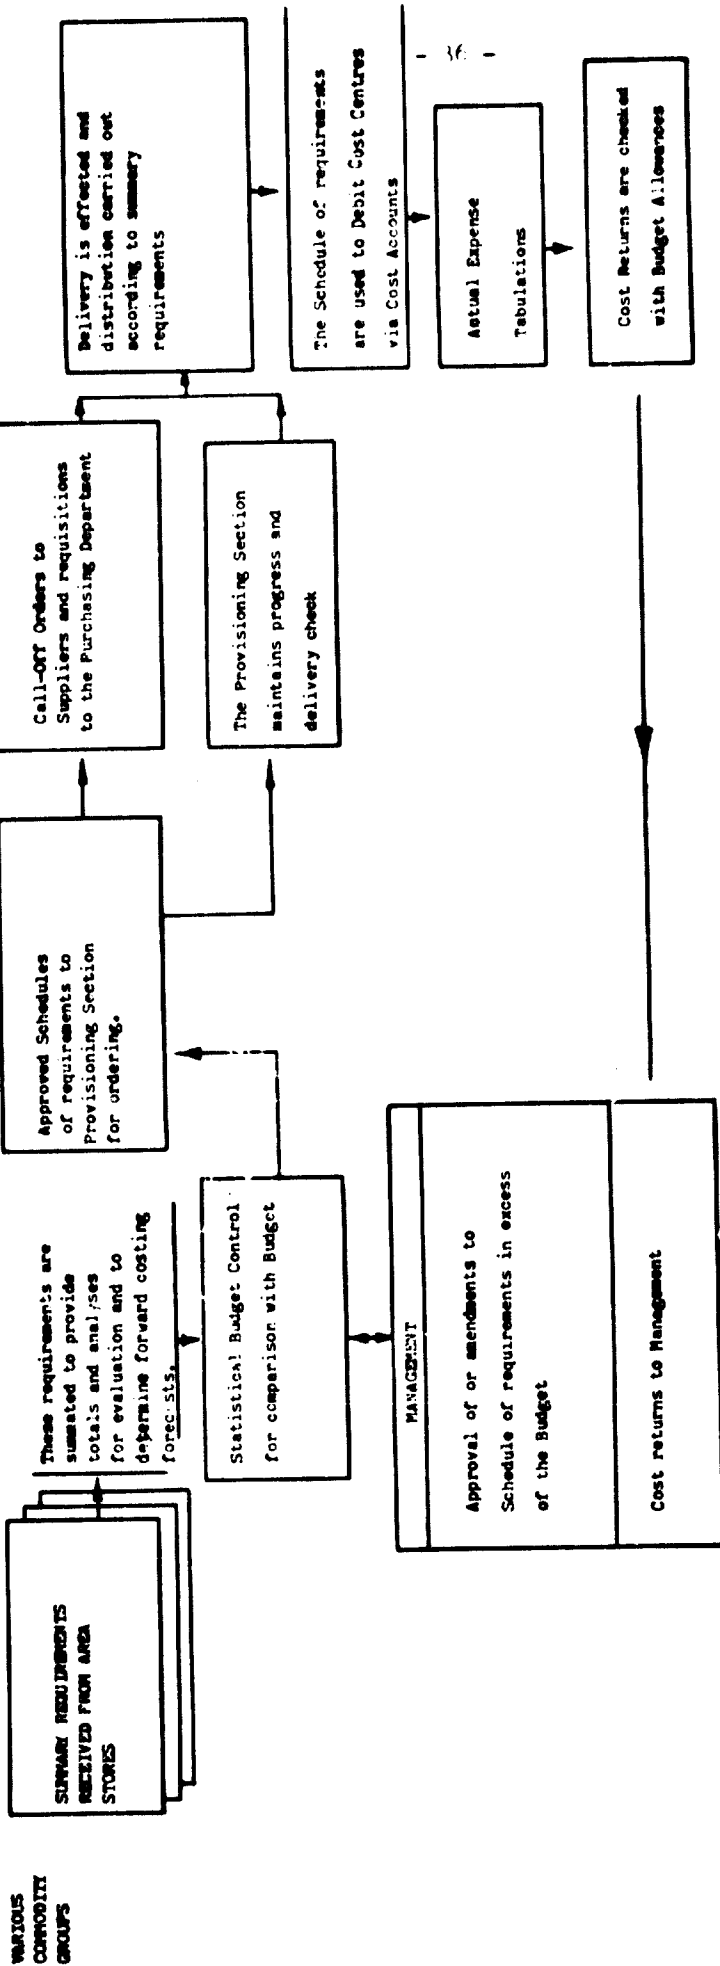 - 36 -
VARIOUS
COMMODITY
GROUPS
SUMMARY REQUIREMENTS
RECEIVED FROM AREA
STORES
These requirements are
summated to provide
totals and analyses
for evaluation and to
determine forward costing
forecasts.
Statistical Budget Control
for comparison with Budget
MANAGEMENT
Approval of or amendments to
Schedule of requirements in excess
of the Budget
Cost returns to Management
Approved Schedules
of requirements to
Provisioning Section
for ordering.
Call-Off Orders to
Suppliers and requisitions
to the Purchasing Department
The Provisioning Section
maintains progress and
delivery check
Delivery is effected and
distribution carried out
according to summary
requirements
The Schedule of requirements
are used to Debit Cost Centres
via Cost Accounts
Actual Expense
Tabulations
Cost Returns are checked
with Budget Allowances